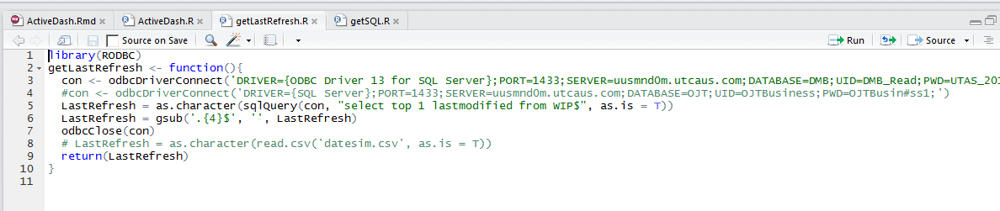 ActiveDash.Rmd ActiveDash.R getLastRefresh.R getSQL.R
Source on Save Run Source
1 library(RODBC)
2 getLastRefresh <- function(){
3 con <- odbcDriverConnect('DRIVER={ODBC Driver 13 for SQL Server};PORT=1433;SERVER=uusmnd0m.utcaus.com;DATABASE=DMB;UID=DMB_Read;PWD=UTAS_201
4 #con <- odbcDriverConnect('DRIVER={SQL Server};PORT=1433;SERVER=uusmnd0m.utcaus.com;DATABASE=OJT;UID=OJTBusiness;PWD=OJTBusin#ss1;')
5 LastRefresh = as.character(sqlQuery(con, "select top 1 lastmodified from WIP$", as.is = T))
6 LastRefresh = gsub('.{4}$', '', LastRefresh)
7 odbcClose(con)
8 # LastRefresh = as.character(read.csv('datesim.csv', as.is = T))
9 return(LastRefresh)
10 }
11